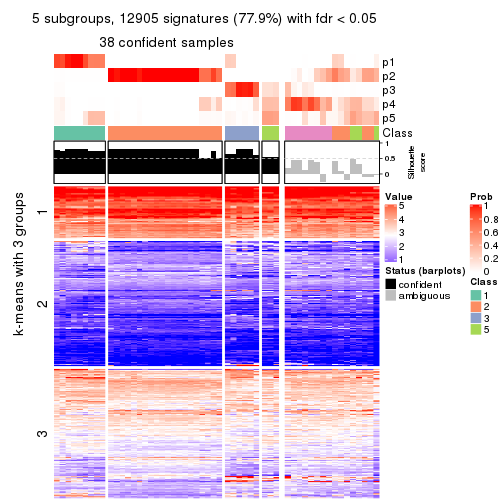 5 subgroups, 12905 signatures (77.9%) with fdr < 0.05
38 confident samples
p1
p2
p3
p4
p5
Class
1
0.5
0
Silhouette
score
k-means with 3 groups
1
2
3
Value
5
4
3
2
1
Status (barplots)
confident
ambiguous
Prob
1
0.8
0.6
0.4
0.2
0
Class
1
2
3
5